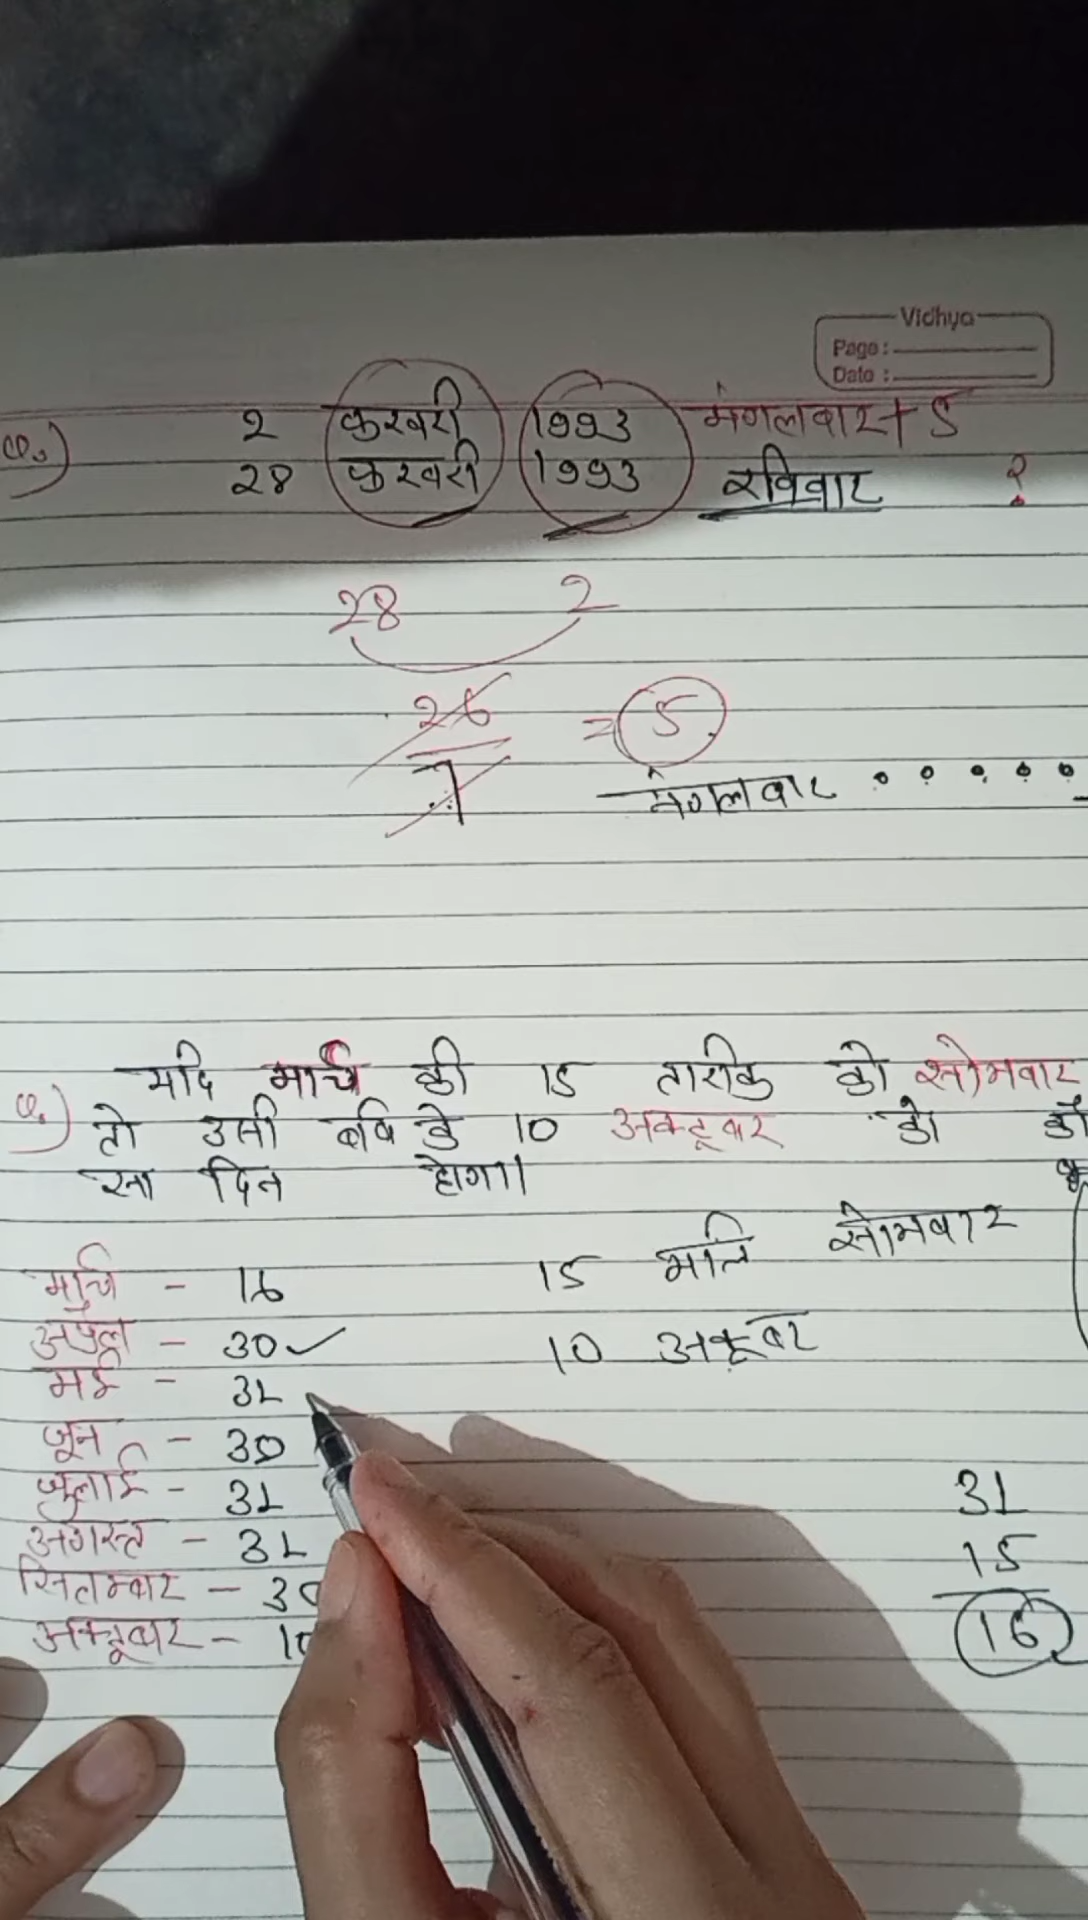 Vidhya
Page :
Date :
Q.) 2 फरवरी 1993 मंगलवार + 5
28 फरवरी 1993 रविवार ?
28 2
26 = 5
7 मंगलवार
यदि मार्च की 15 तारीक को सोमवार
Q.) तो उसी वर्ष के 10 अक्टूबर को कौ
सा दिन होगा।
मार्च - 16 15 मार्च सोमवार
अप्रैल - 30 ✓ 10 अक्टूबर
मई - 31
जून - 30
जुलाई - 31 31
अगस्त - 31 15
सितम्बार - 30 16
अक्टूबर - 10